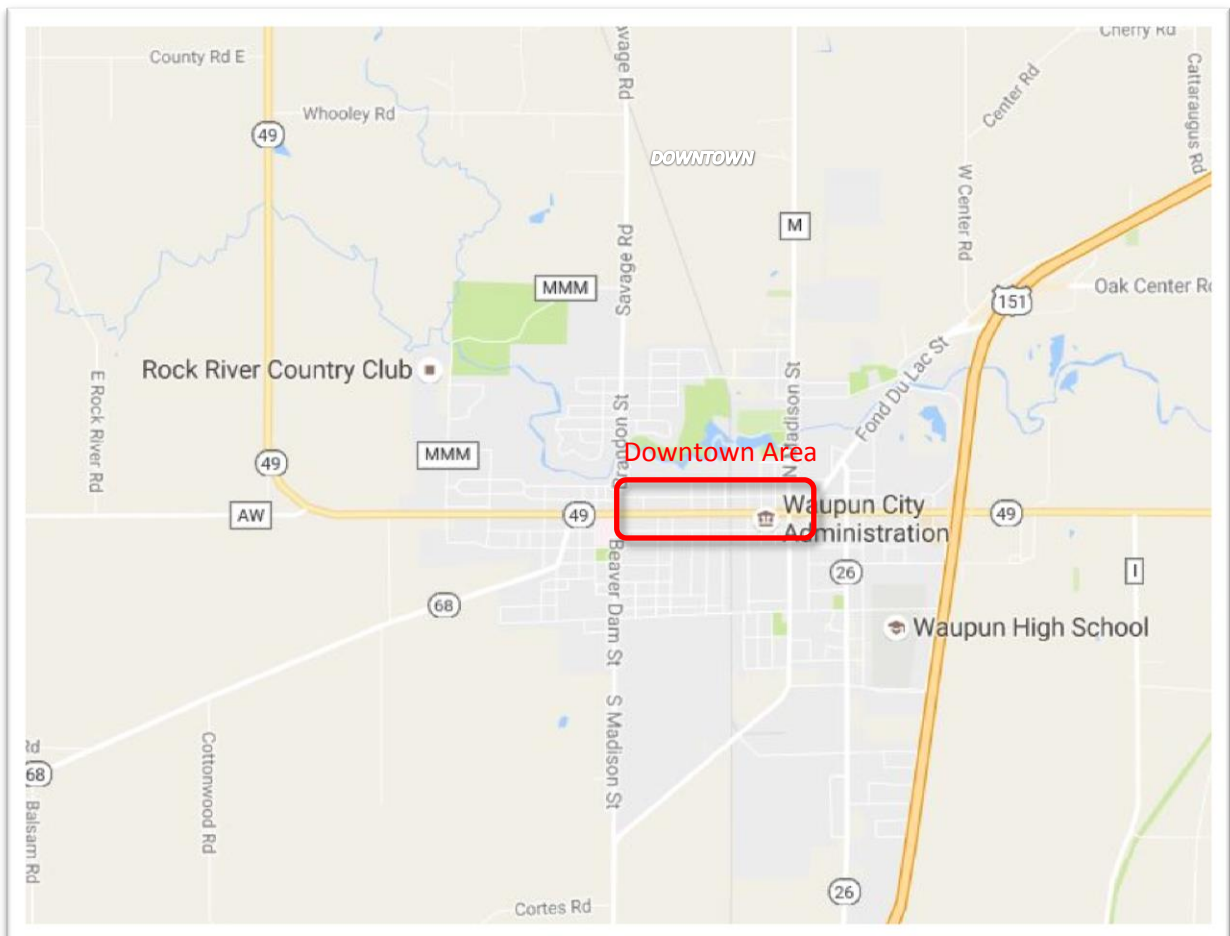 County Rd E
Whooley Rd
49
Savage Rd
DOWNTOWN
Cherry Rd
Center Rd
Cattaraugus Rd
W Center Rd
M
151
Oak Center
MMM
Savage Rd
Rock River Country Club
E Rock River Rd
Brandon St
N Madison St
Fond Du Lac St
MMM
Downtown Area
49
AW
49
Waupun City
Administration
49
Beaver Dam St
26
I
68
Waupun High School
S Madison St
Cottonwood Rd
Rd
68
Balsam Rd
Cortes Rd
26